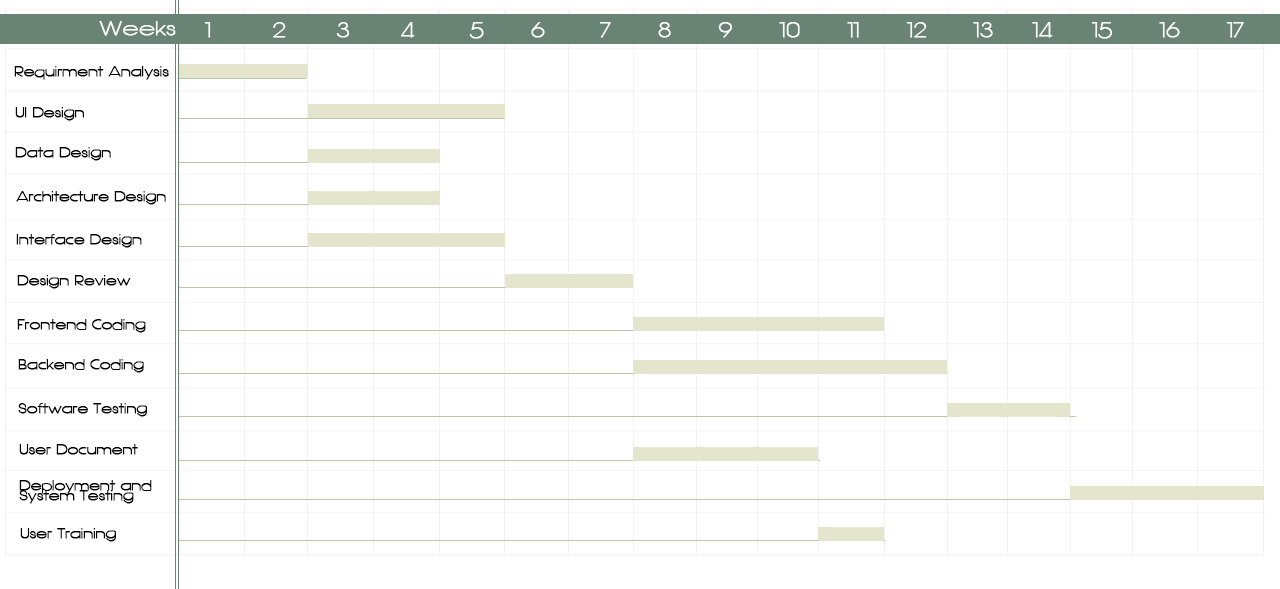 Weeks 1 2 3 4 5 6 7 8 9 10 11 12 13 14 15 16 17
Requirment Analysis
UI Design
Data Design
Architecture Design
Interface Design
Design Review
Frontend Coding
Backend Coding
Software Testing
User Document
Deployment and
System Testing
User Training